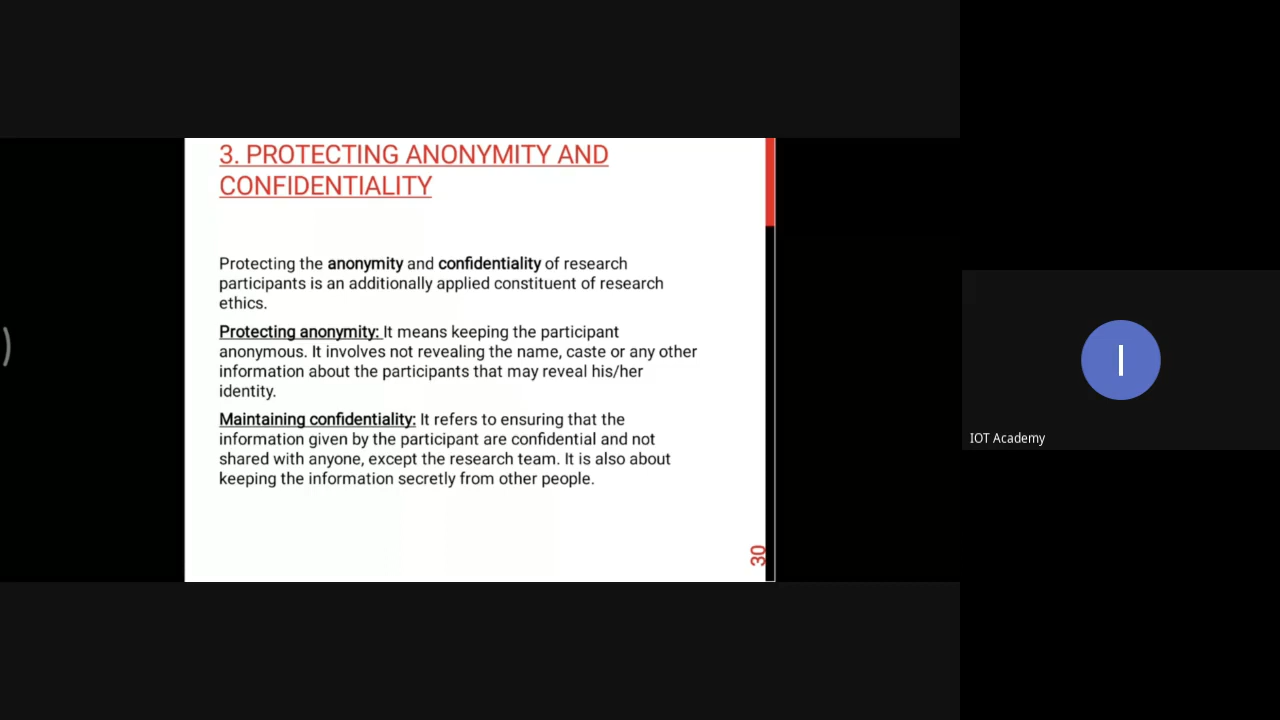 3. PROTECTING ANONYMITY AND
CONFIDENTIALITY
Protecting the anonymity and confidentiality of research
participants is an additionally applied constituent of research
ethics.
Protecting anonymity: It means keeping the participant
anonymous. It involves not revealing the name, caste or any other
information about the participants that may reveal his/her
identity.
Maintaining confidentiality: It refers to ensuring that the
information given by the participant are confidential and not
shared with anyone, except the research team. It is also about
keeping the information secretly from other people.
30
I
IOT Academy